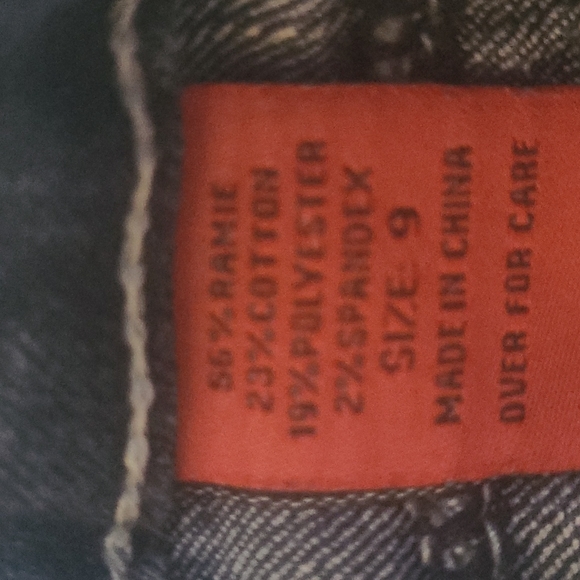 56%RAMIE
23%COTTON
19%POLYESTER
2%SPANDEX
SIZE: 9
MADE IN CHINA
OVER FOR CARE